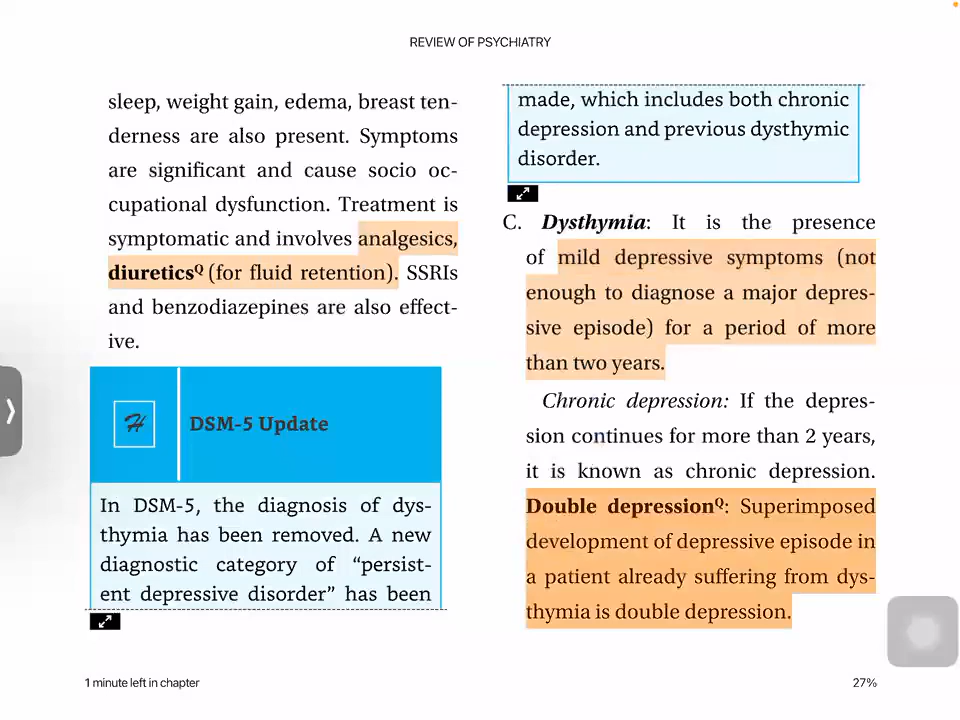 REVIEW OF PSYCHIATRY
sleep, weight gain, edema, breast ten-
derness are also present. Symptoms
are significant and cause socio oc-
cupational dysfunction. Treatment is
symptomatic and involves analgesics,
diureticsQ (for fluid retention). SSRIs
and benzodiazepines are also effect-
ive.
DSM-5 Update
In DSM-5, the diagnosis of dys-
thymia has been removed. A new
diagnostic category of “persist-
ent depressive disorder” has been
made, which includes both chronic
depression and previous dysthymic
disorder.
C. Dysthymia: It is the presence
of mild depressive symptoms (not
enough to diagnose a major depres-
sive episode) for a period of more
than two years.
Chronic depression: If the depres-
sion continues for more than 2 years,
it is known as chronic depression.
Double depressionQ: Superimposed
development of depressive episode in
a patient already suffering from dys-
thymia is double depression.
1 minute left in chapter
27%